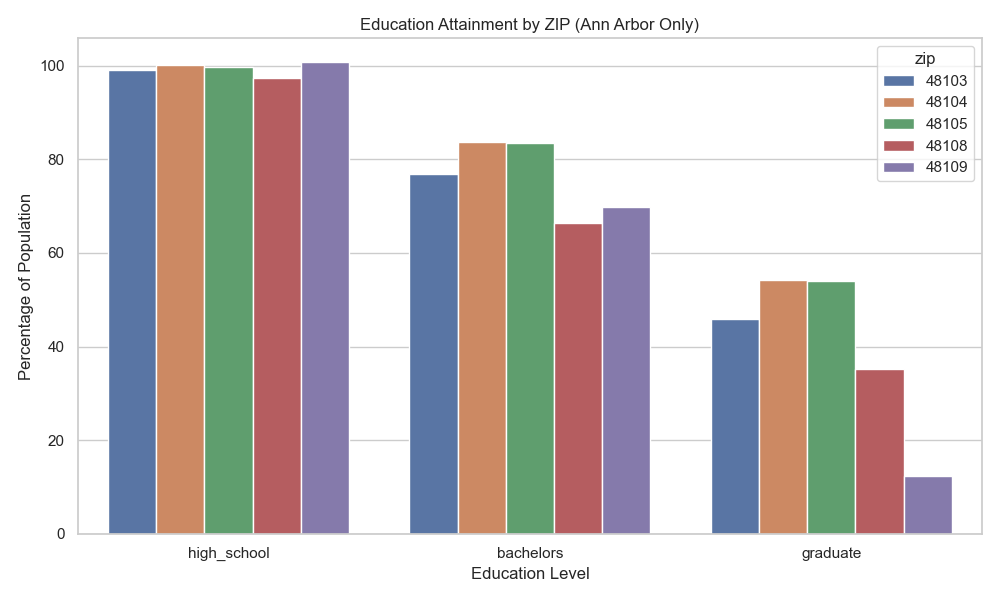 Education Attainment by ZIP (Ann Arbor Only)
zip
48103
48104
48105
48108
48109
Percentage of Population
100
80
60
40
20
0
high_school
bachelors
graduate
Education Level